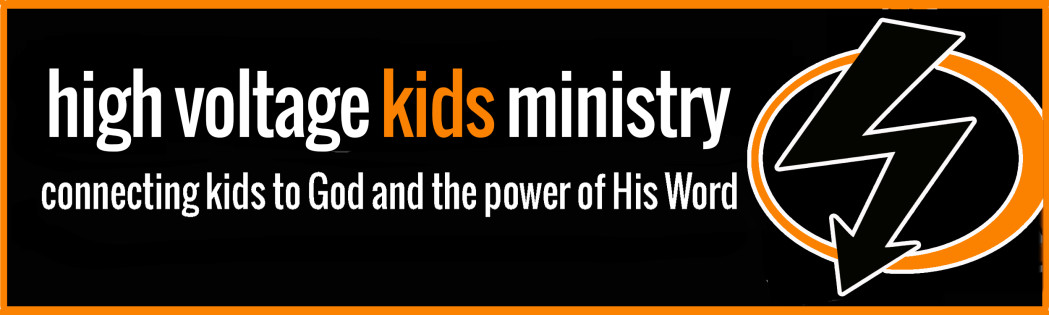 high voltage kids ministry
connecting kids to God and the power of His Word